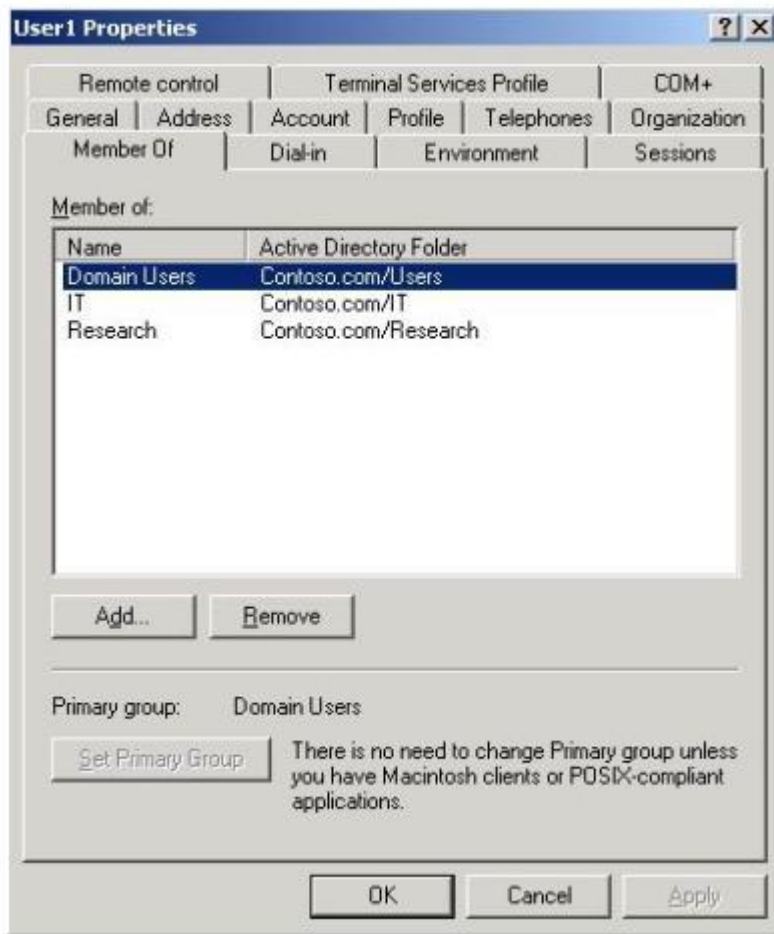 User1 Properties
Remote control Terminal Services Profile COM+
General Address Account Profile Telephones Organization
Member Of Dial-in Environment Sessions
Member of:
Name Active Directory Folder
Domain Users Contoso.com/Users
IT Contoso.com/IT
Research Contoso.com/Research
Add... Remove
Primary group: Domain Users
Set Primary Group There is no need to change Primary group unless
you have Macintosh clients or POSIX-compliant
applications.
OK Cancel Apply